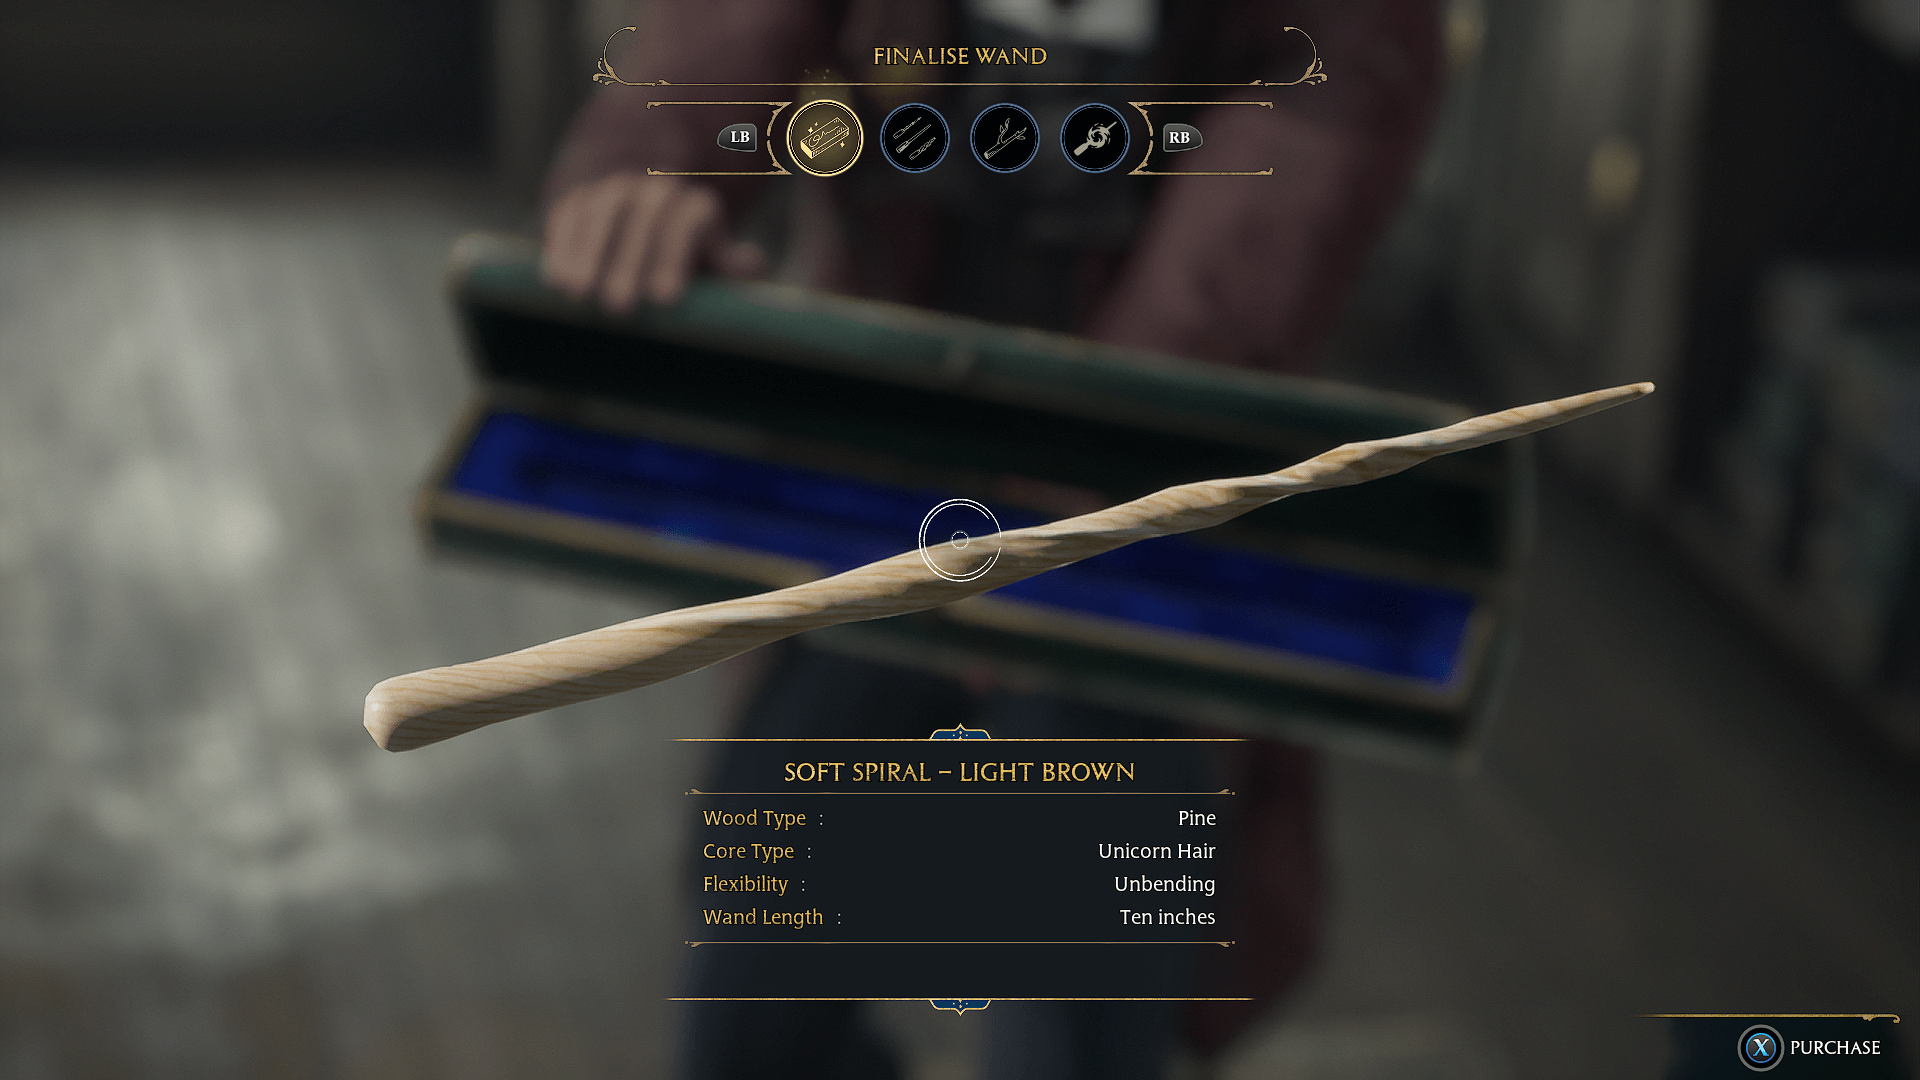 FINALISE WAND
LB RB
SOFT SPIRAL – LIGHT BROWN
Wood Type : Pine
Core Type : Unicorn Hair
Flexibility : Unbending
Wand Length : Ten inches
X PURCHASE